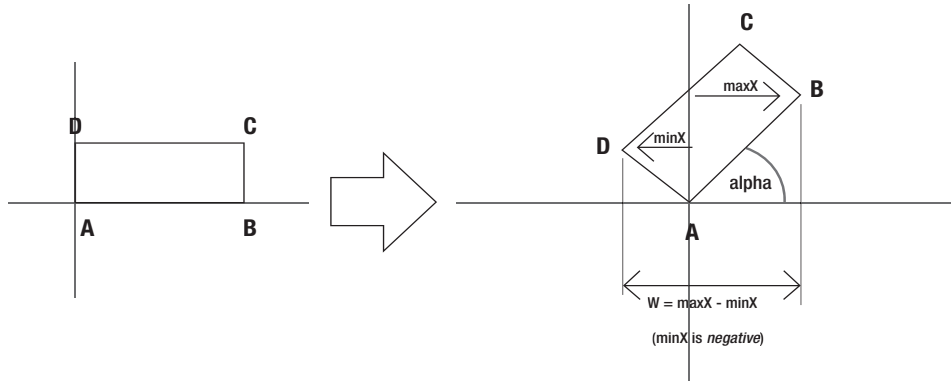 D
C
A
B
C
maxX
B
D
minX
alpha
A
W = maxX - minX
(minX is negative)